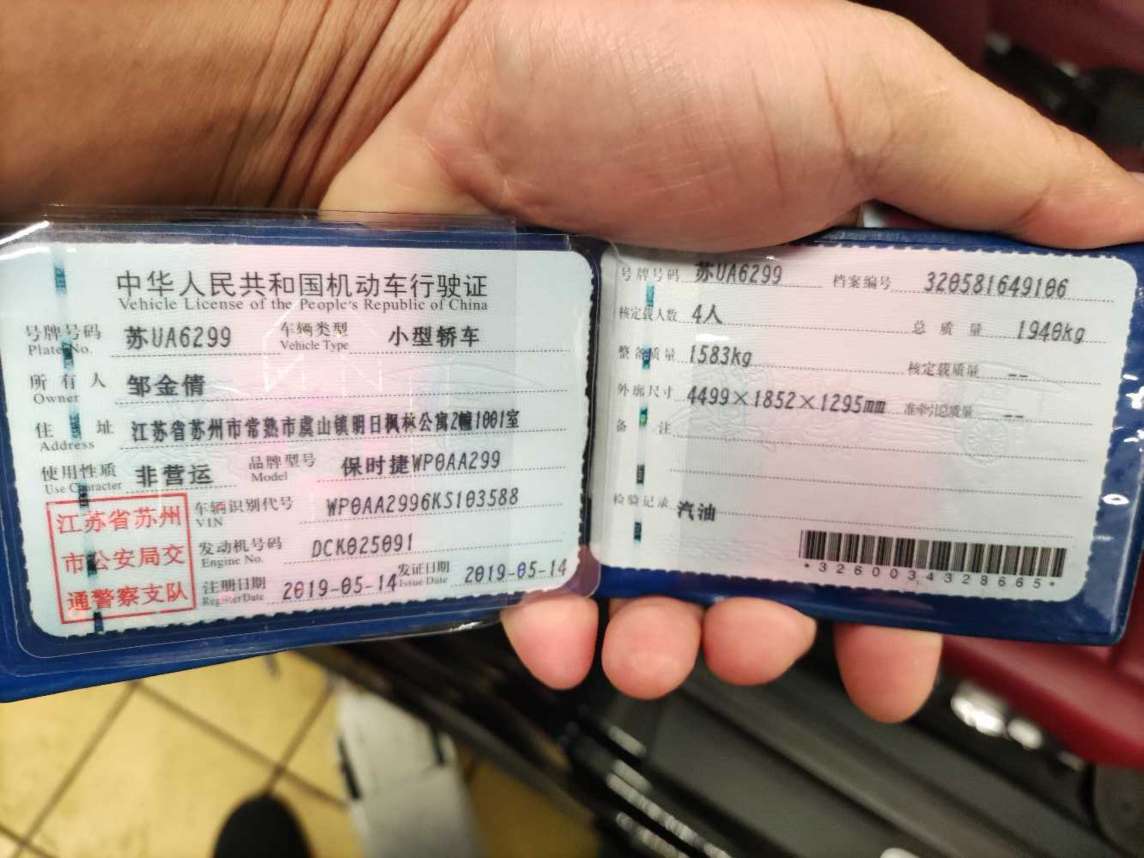 中华人民共和国机动车行驶证
Vehicle License of the People's Republic of China
号牌号码 苏UA6299 车辆类型 小型轿车
Plate No. Vehicle Type
所有人 邹金倩
Owner
住址 江苏省苏州市常熟市虞山镇明日枫林公寓2幢1001室
Address
使用性质 非营运 品牌型号 保时捷WP0AA299
Use Character Model
江苏省苏州
市公安局交
通警察支队
车辆识别代号 WP0AA2996KS103588
VIN
发动机号码 DCK025091
Engine No.
注册日期 2019-05-14 发证日期 2019-05-14
Register Date Issue Date
号牌号码 苏UA6299 档案编号 320581649106
核定载人数 4人 总质量 1940kg
整备质量 1583kg 核定载质量 --
外廓尺寸 4499×1852×1295mm 准牵引总质量 --
备注
检验记录 汽油
*3260034328665*